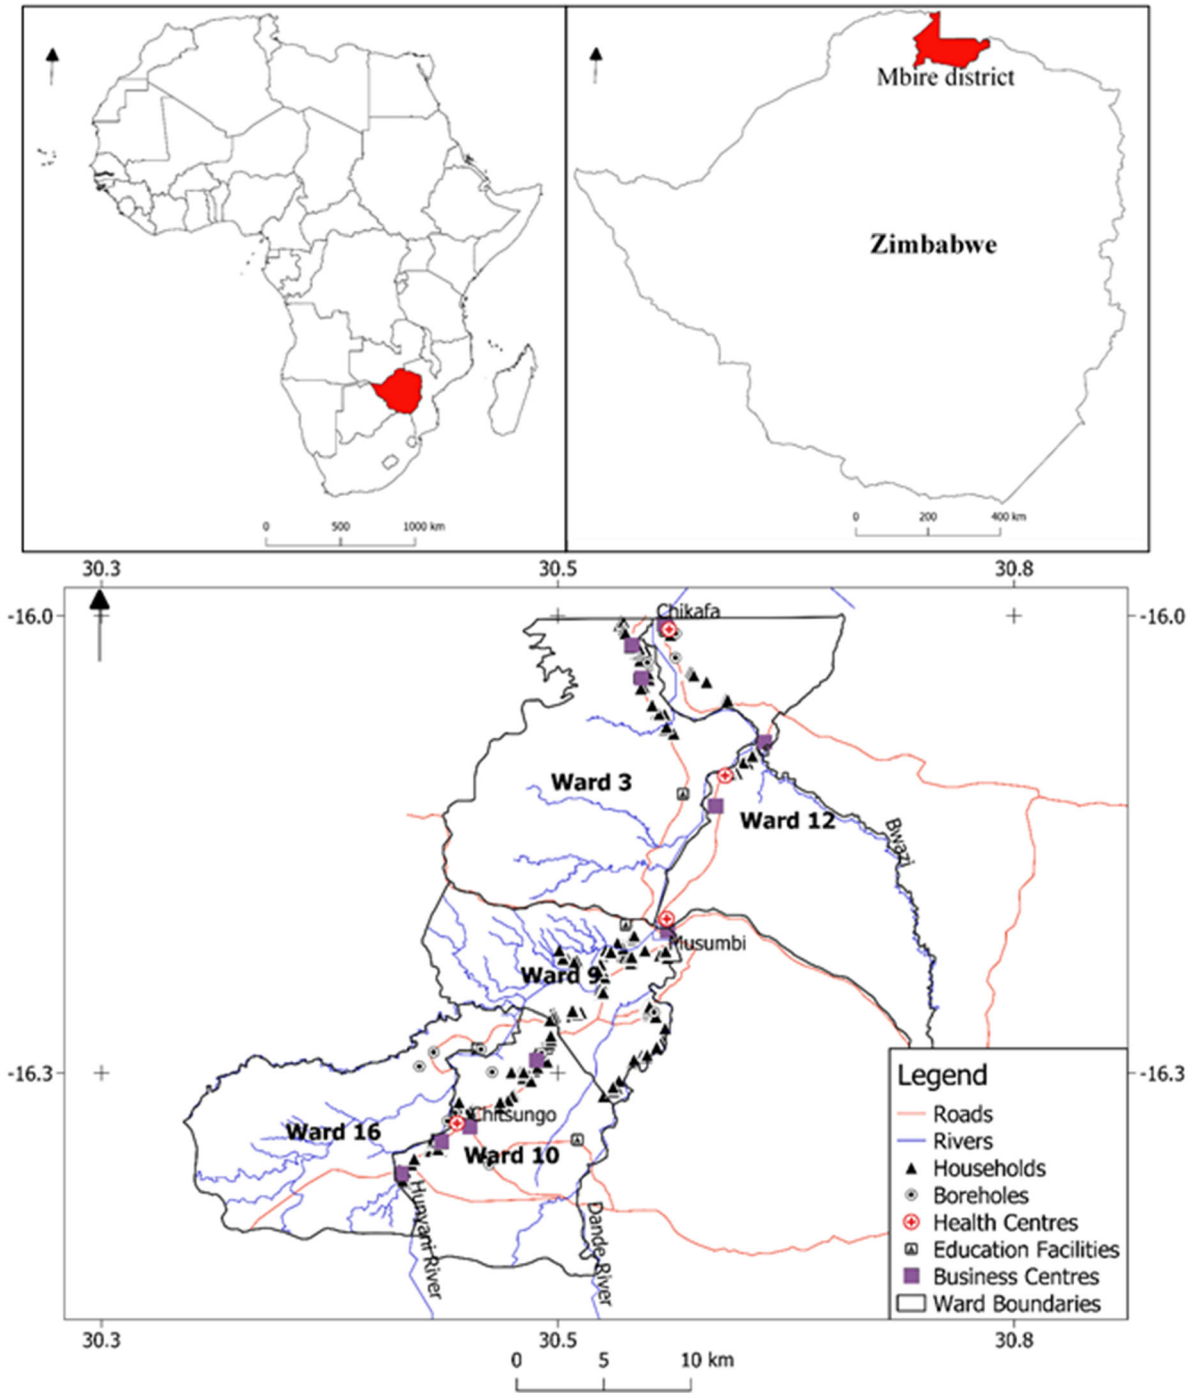 Mbire district
Zimbabwe
0 500 1000 km
0 200 400 km
30.3 30.5 30.8
-16.0 -16.0
Chikafa
Ward 3
Ward 12
Bwazi
Musumbi
Ward 9
-16.3 -16.3
Chitsungo
Ward 16
Ward 10
Hunyani River
Dande River
Legend
Roads
Rivers
Households
Boreholes
Health Centres
Education Facilities
Business Centres
Ward Boundaries
30.3 30.5 30.8
0 5 10 km